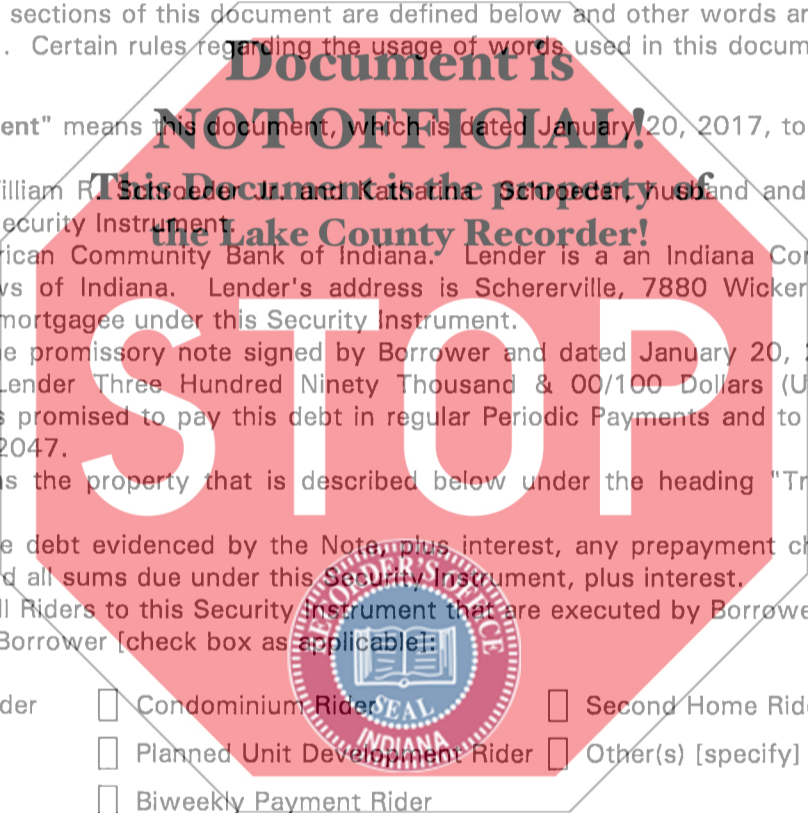 sections of this document are defined below and other words ar
. Certain rules regarding the usage of words used in this docum
Document is
ent" means this document, which is dated January 20, 2017, to
NOT OFFICIAL!
illiam R. Schroeder Jr. and Katharina Schroeder, husband and
This Document is the property of
ecurity Instrument.
the Lake County Recorder!
rican Community Bank of Indiana. Lender is a an Indiana Cor
vs of Indiana. Lender's address is Schererville, 7880 Wicker
mortgagee under this Security Instrument.
e promissory note signed by Borrower and dated January 20,
Lender Three Hundred Ninety Thousand & 00/100 Dollars (U
s promised to pay this debt in regular Periodic Payments and to
2047.
ns the property that is described below under the heading "Tr
STOP
e debt evidenced by the Note, plus interest, any prepayment ch
d all sums due under this Security Instrument, plus interest.
ll Riders to this Security Instrument that are executed by Borrowe
Borrower [check box as applicable]:
RECORDER'S OFFICE
SEAL
INDIANA
der Condominium Rider Second Home Rid
Planned Unit Development Rider Other(s) [specify]
Biweekly Payment Rider